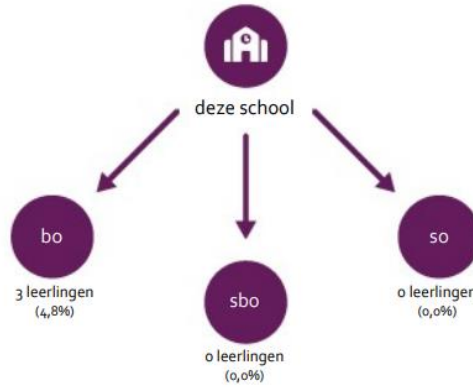 deze school
bo
3 leerlingen
(4,8%)
sbo
0 leerlingen
(0,0%)
so
0 leerlingen
(0,0%)